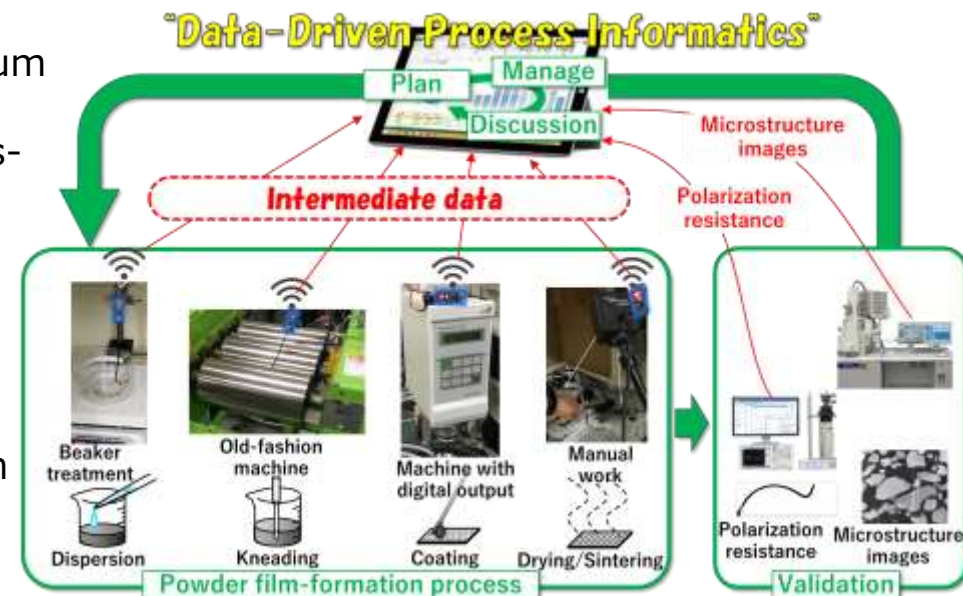 "Data-Driven Process Informatics"
um
s-
n
Plan
Manage
Discussion
Microstructure
images
Intermediate data
Polarization
resistance
Beaker
treatment
Old-fashion
machine
Machine with
digital output
Manual
work
Dispersion
Kneading
Coating
Drying/Sintering
Powder film-formation process
Polarization
resistance
Microstructure
images
Validation